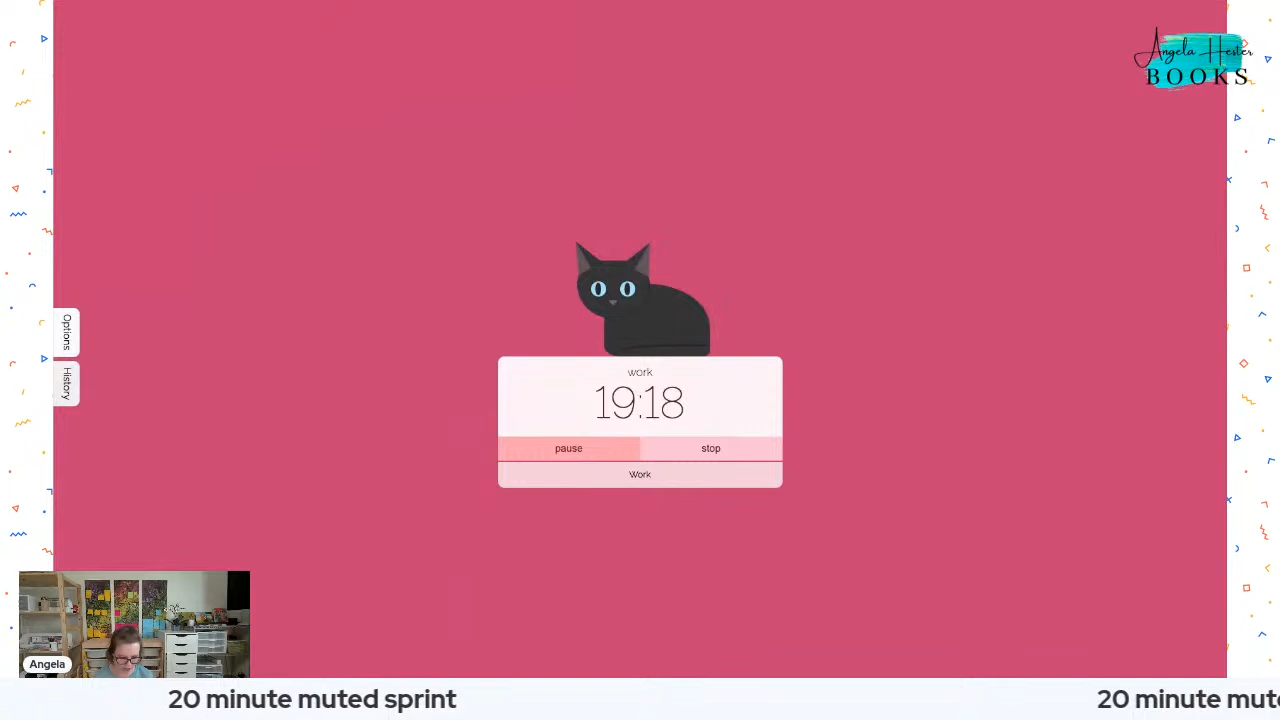 Angela Hester
BOOKS
Options
History
work
19:18
pause
stop
Work
Angela
20 minute muted sprint
20 minute mute